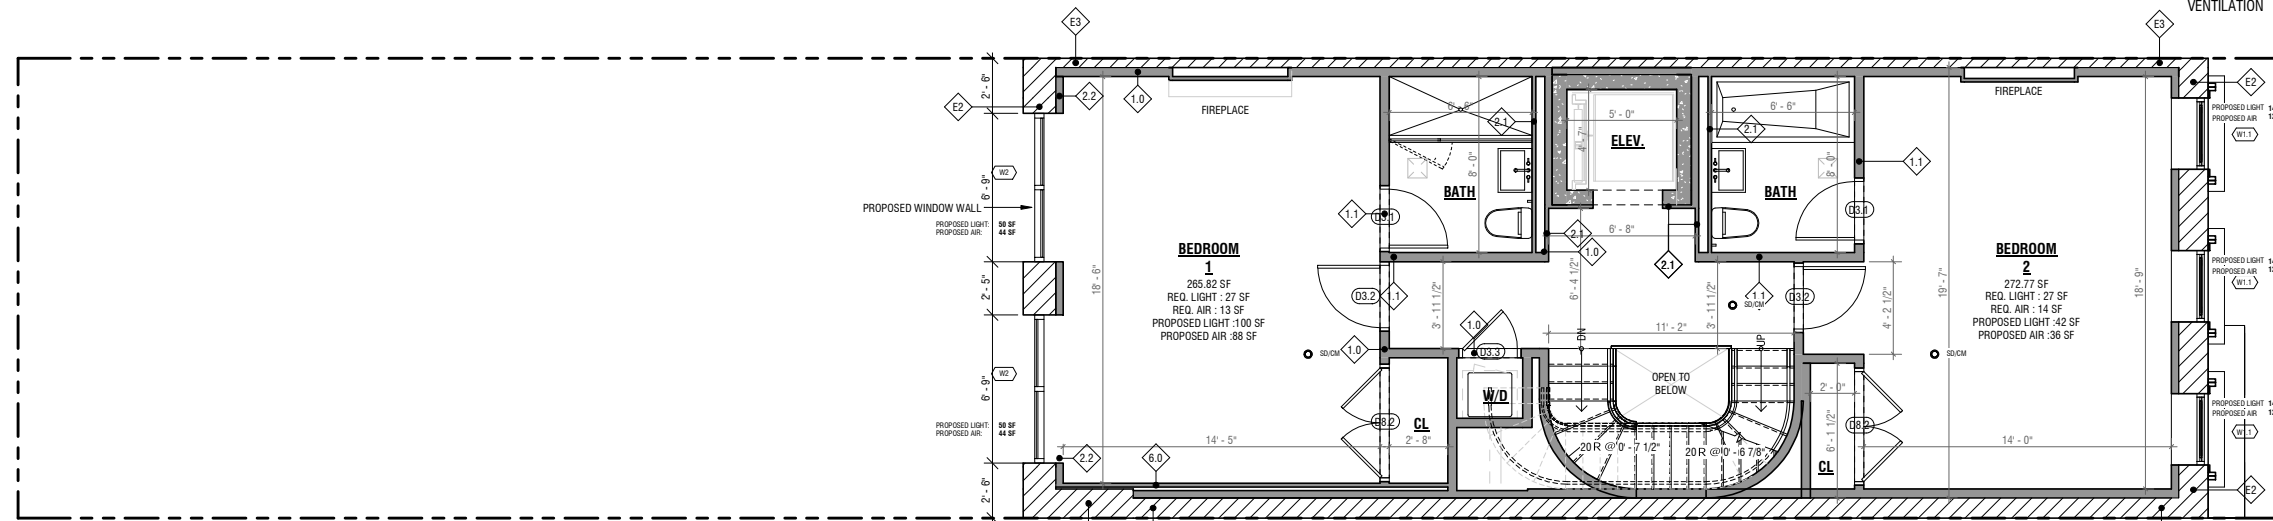 VENTILATION
E3
E3
2' - 6"
E2
2.2
1.0
FIREPLACE
6' - 6"
2.1
5' - 0"
4' - 7"
ELEV.
6' - 6"
2.1
FIREPLACE
E2
PROPOSED LIGHT
PROPOSED AIR
W1.1
W2
6' - 9"
PROPOSED WINDOW WALL
PROPOSED LIGHT: 50 SF
PROPOSED AIR: 44 SF
8' - 0"
BATH
1.1
D3.1
2.1
1.0
6' - 8"
2.1
8' - 0"
BATH
1.1
D3.1
BEDROOM
1
265.82 SF
REQ. LIGHT : 27 SF
REQ. AIR : 13 SF
PROPOSED LIGHT :100 SF
PROPOSED AIR :88 SF
18' - 6"
2' - 5"
D3.2
1.1
3' - 11 1/2"
6' - 4 1/2"
3' - 11 1/2"
1.1
SD/CM
D3.2
4' - 2 1/2"
19' - 7"
BEDROOM
2
272.77 SF
REQ. LIGHT : 27 SF
REQ. AIR : 14 SF
PROPOSED LIGHT :42 SF
PROPOSED AIR :36 SF
18' - 9"
PROPOSED LIGHT
PROPOSED AIR
W1.1
SD/CM
1.0
1.0
D3.3
DN
11' - 2"
UP
SD/CM
W2
6' - 9"
PROPOSED LIGHT: 50 SF
PROPOSED AIR: 44 SF
W/D
OPEN TO
BELOW
2' - 0"
D8.2
CL
D8.2
6' - 1 1/2"
PROPOSED LIGHT
PROPOSED AIR
W1.1
14' - 5"
2' - 8"
20 R @ 0' - 7 1/2"
20 R @ 0' - 6 7/8"
14' - 0"
2.2
6.0
CL
2' - 6"
E2